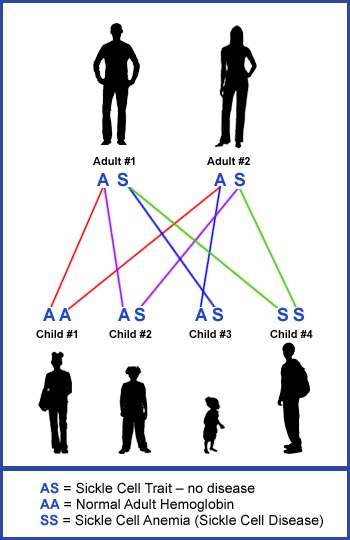 Adult #1 Adult #2
A S A S
A A A S A S S S
Child #1 Child #2 Child #3 Child #4
AS = Sickle Cell Trait – no disease
AA = Normal Adult Hemoglobin
SS = Sickle Cell Anemia (Sickle Cell Disease)